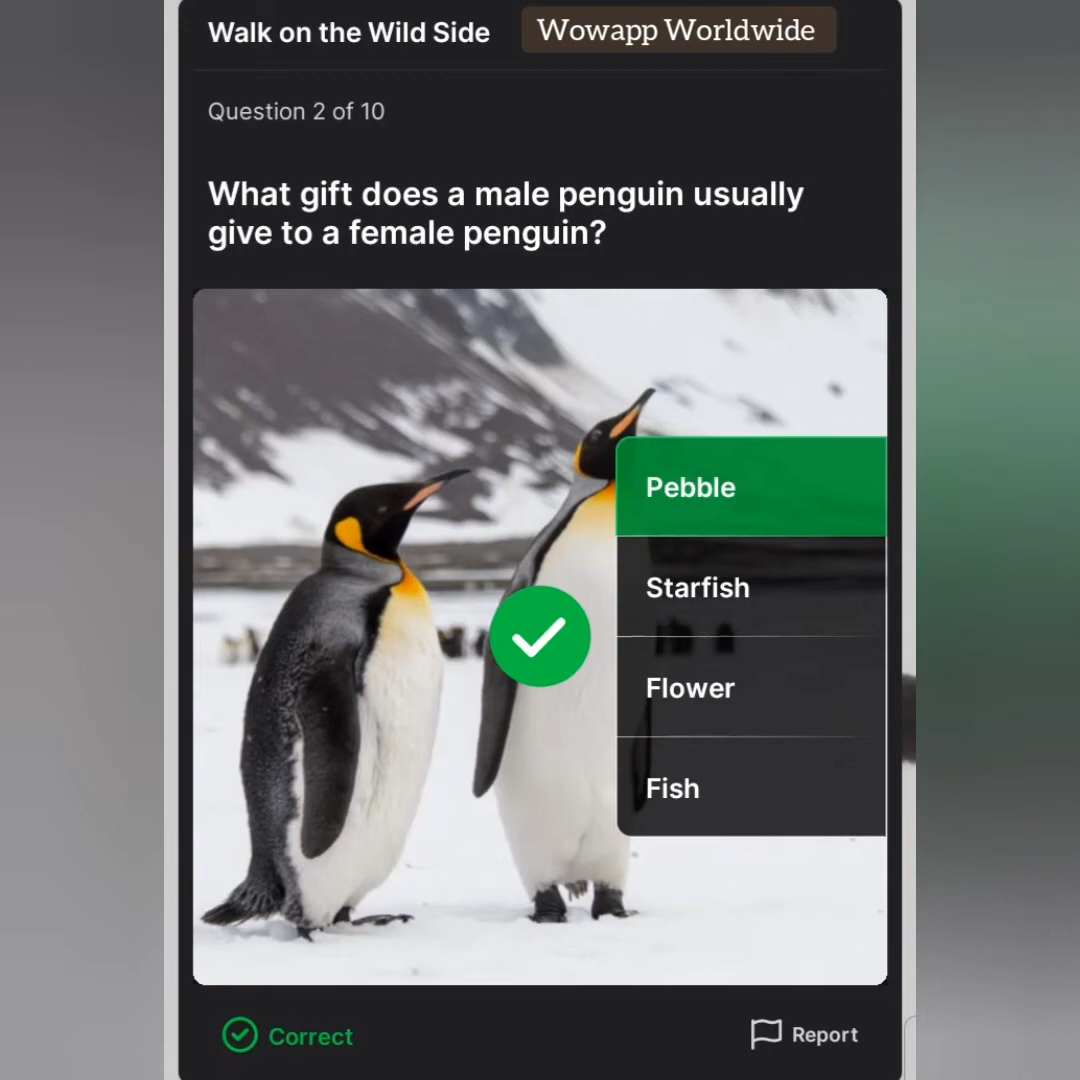 Walk on the Wild Side
Wowapp Worldwide
Question 2 of 10
What gift does a male penguin usually
give to a female penguin?
Pebble
Starfish
Flower
Fish
Correct
Report